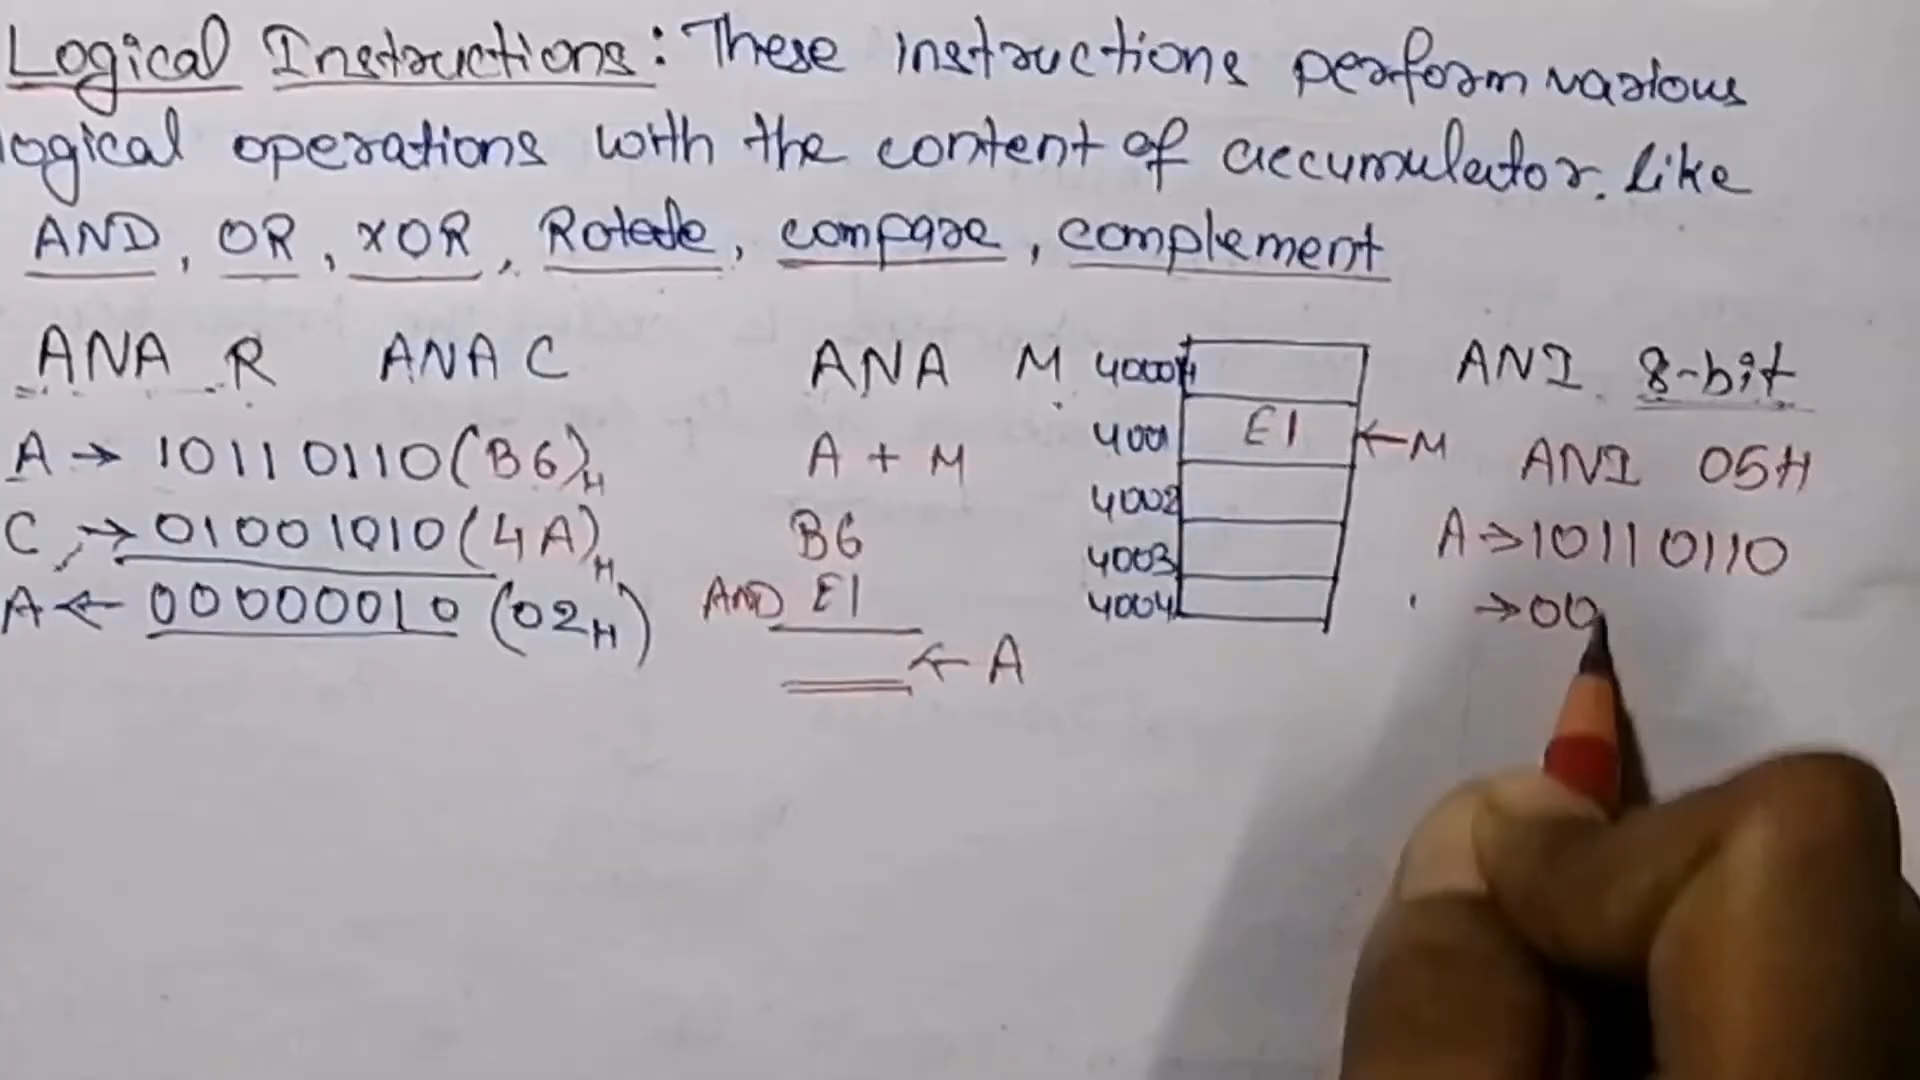 Logical Instructions: These instructions perform various
logical operations with the content of accumulator. like
AND, OR, XOR, Rotate, compare, complement
ANA R ANA C
A → 10110110 (B6)H
C → 01001010 (4A)H
A ← 00000010 (02H)
ANA M
A + M
B6
AND E1
← A
4000H
4001 E1 ← M
4002
4003
4004
ANI 8-bit
ANI 05H
A → 10110110
→ 00